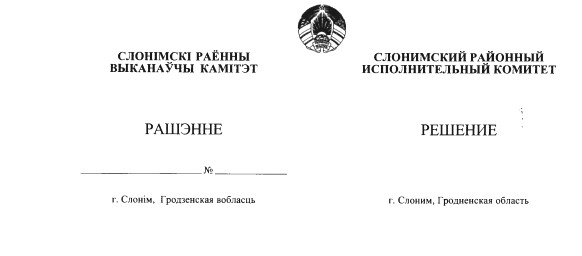 СЛОНІМСКІ РАЁННЫ
ВЫКАНАЎЧЫ КАМІТЭТ
РАШЭННЕ
№
г. Слонім, Гродзенская вобласць
СЛОНИМСКИЙ РАЙОННЫЙ
ИСПОЛНИТЕЛЬНЫЙ КОМИТЕТ
РЕШЕНИЕ
г. Слоним, Гродненская область